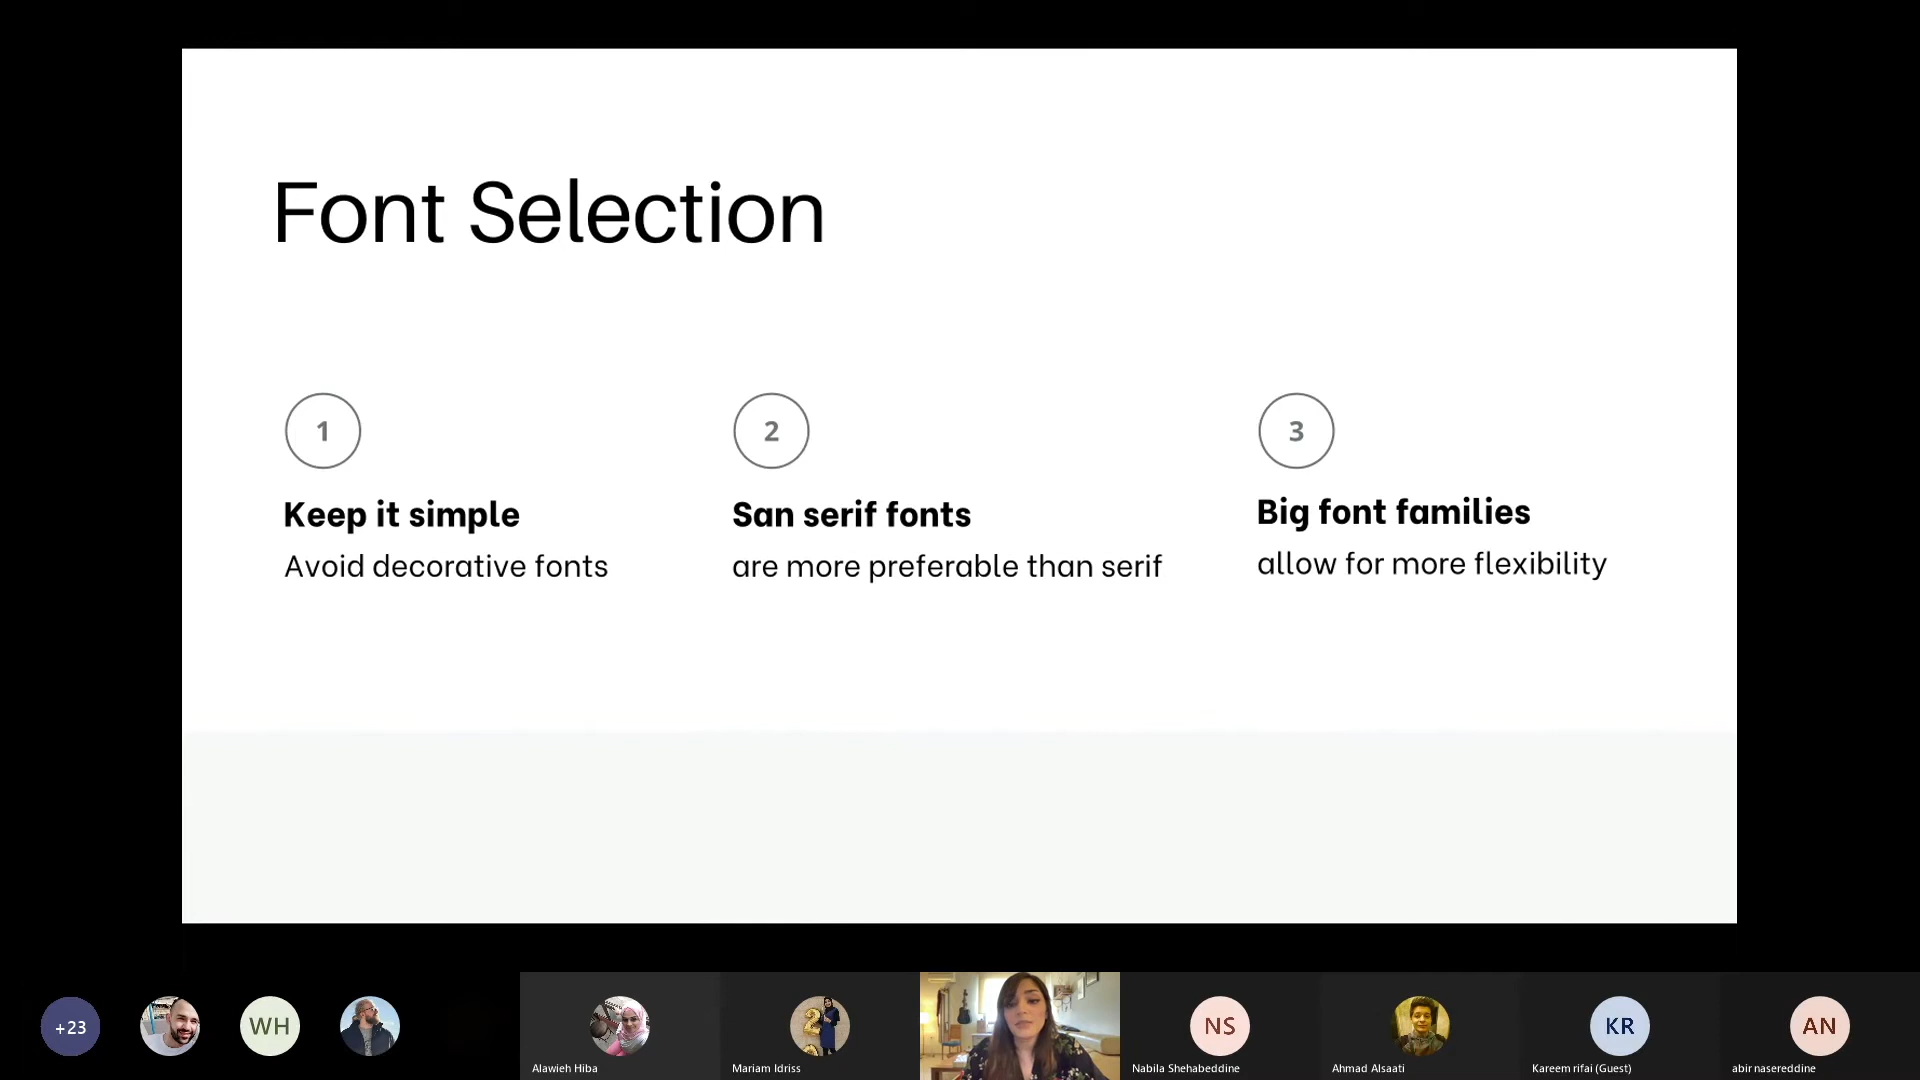 Font Selection
1
Keep it simple
Avoid decorative fonts
2
San serif fonts
are more preferable than serif
3
Big font families
allow for more flexibility
+23
WH
Alawieh Hiba
2
Mariam Idriss
NS
Nabila Shehabeddine
Ahmad Alsaati
KR
Kareem rifai (Guest)
AN
abir nasereddine